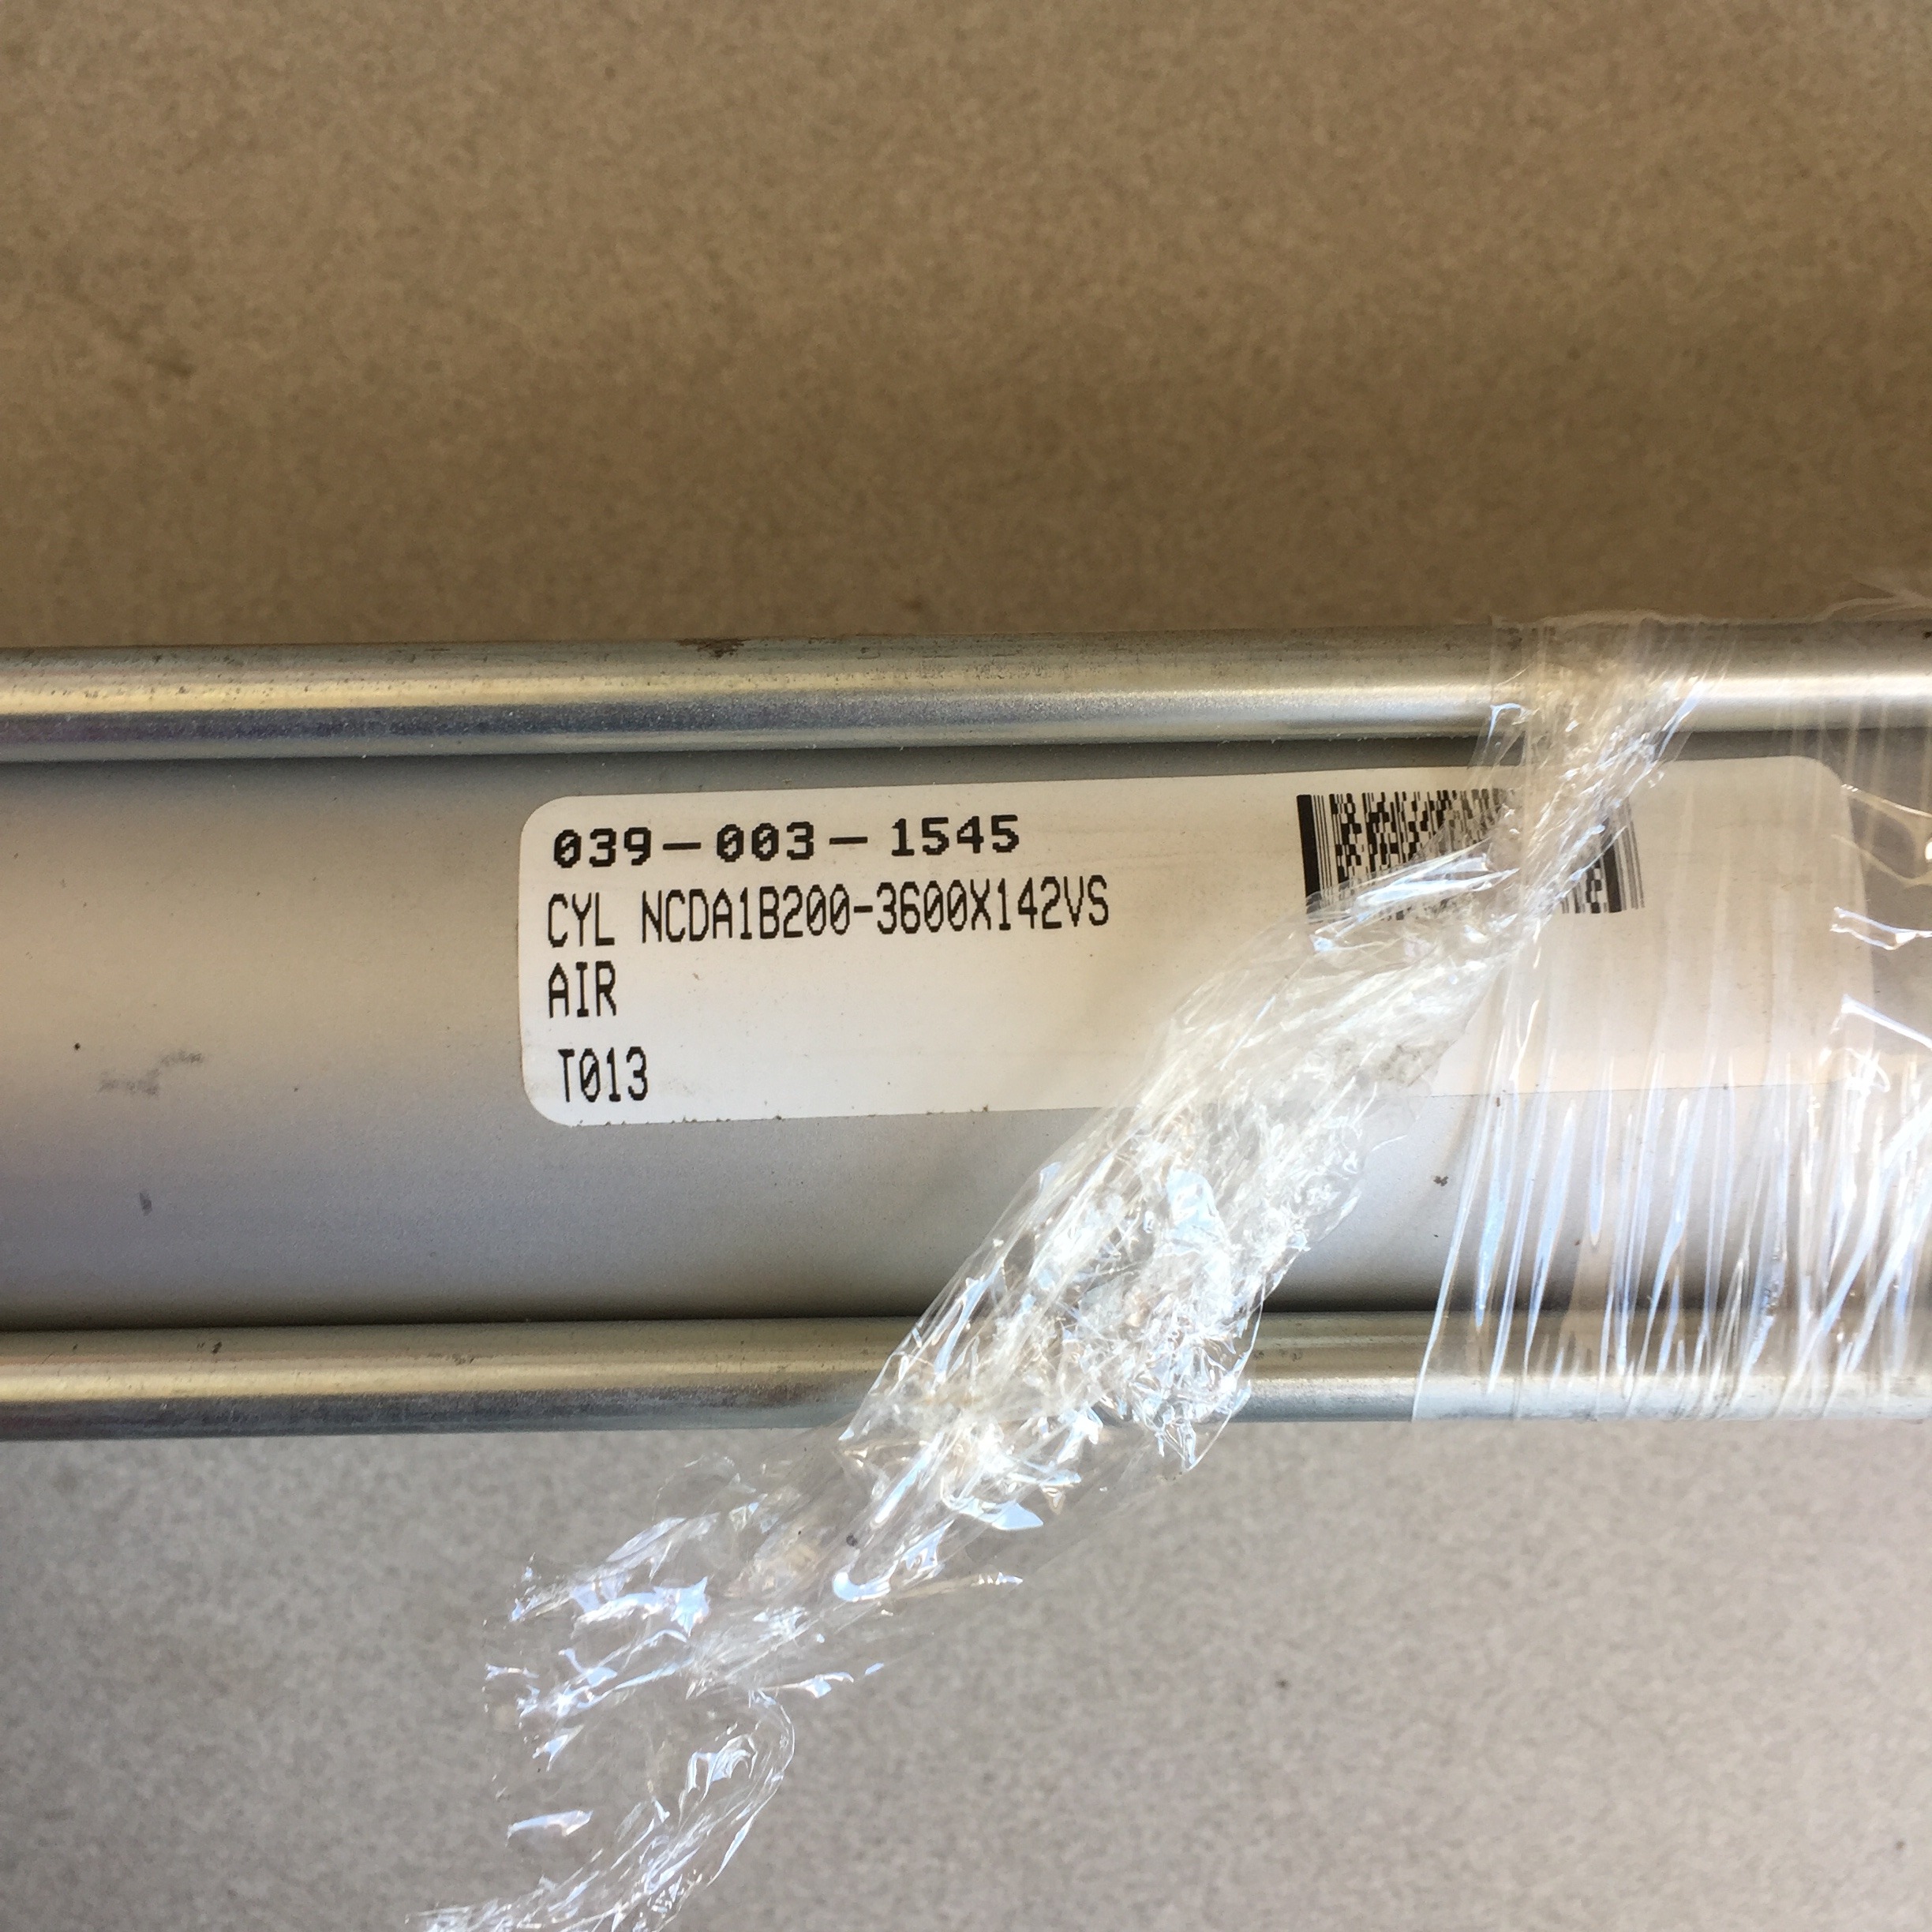 039-003-1545
CYL NCDA1B200-3600X142VS
AIR
T013